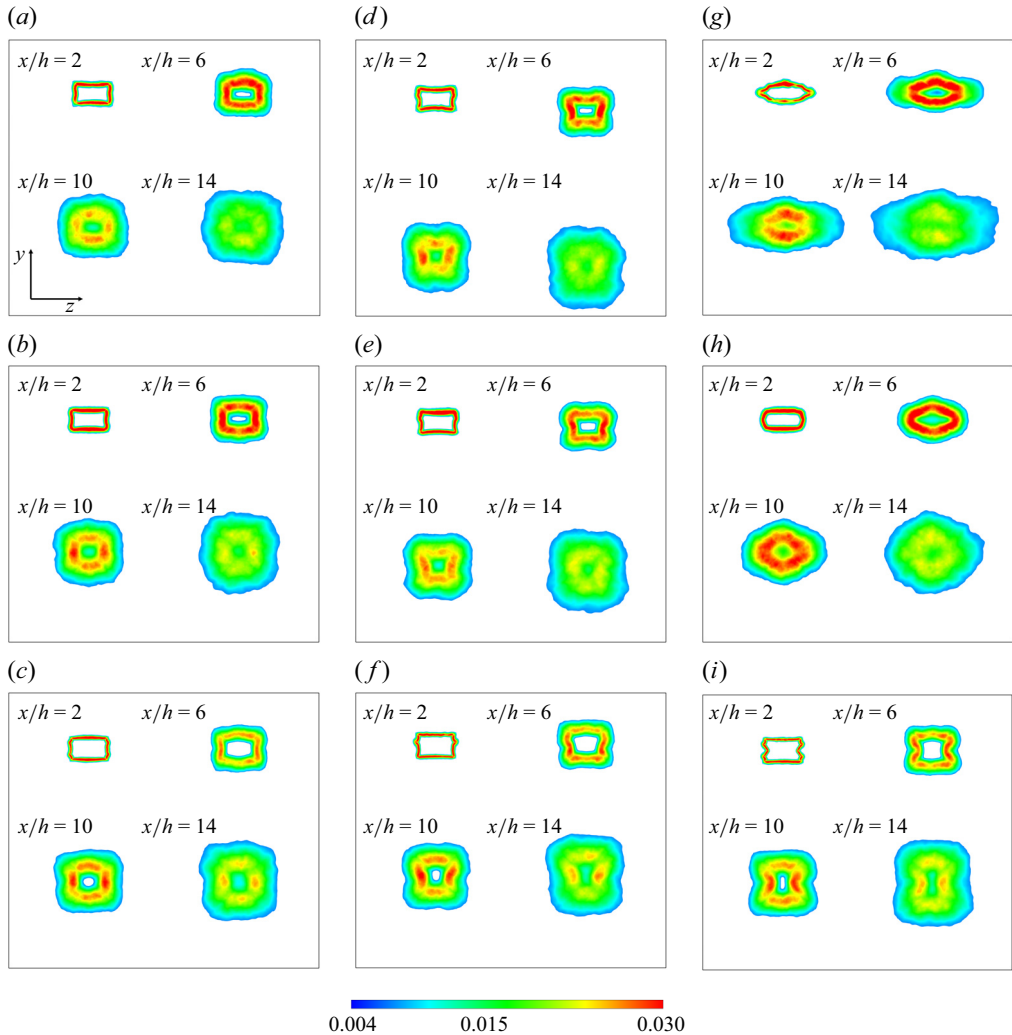 (a) (d) (g)
x/h = 2 x/h = 6 x/h = 2 x/h = 6 x/h = 2 x/h = 6
x/h = 10 x/h = 14 x/h = 10 x/h = 14 x/h = 10 x/h = 14
y
z
(b) (e) (h)
x/h = 2 x/h = 6 x/h = 2 x/h = 6 x/h = 2 x/h = 6
x/h = 10 x/h = 14 x/h = 10 x/h = 14 x/h = 10 x/h = 14
(c) (f) (i)
x/h = 2 x/h = 6 x/h = 2 x/h = 6 x/h = 2 x/h = 6
x/h = 10 x/h = 14 x/h = 10 x/h = 14 x/h = 10 x/h = 14
0.004 0.015 0.030